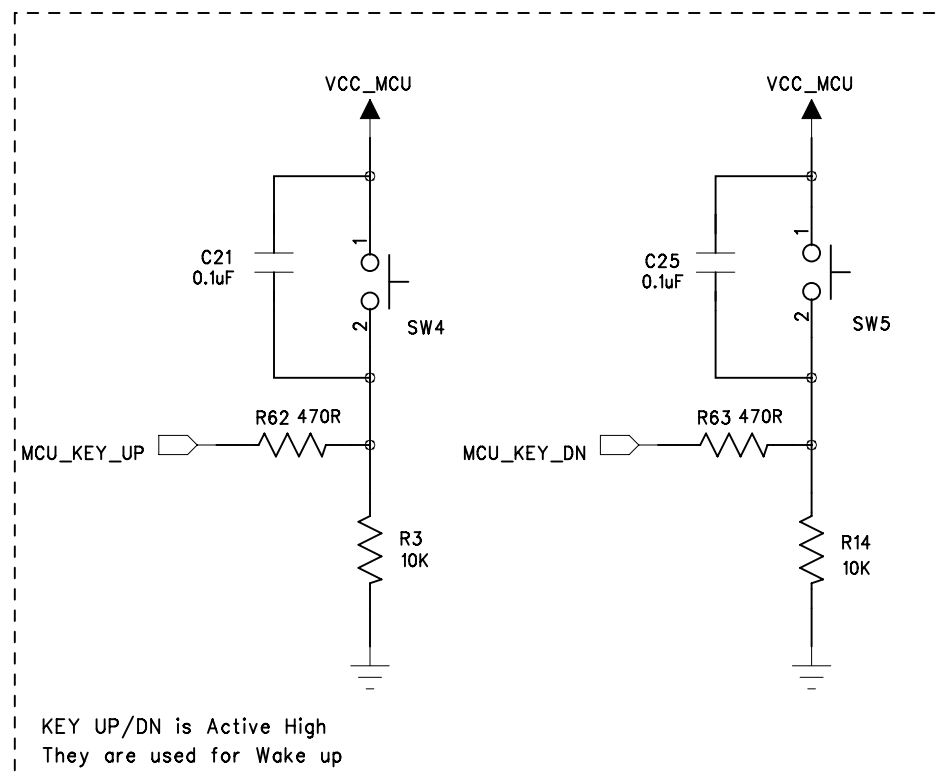 VCC_MCU
VCC_MCU
1
C21
0.1uF
2
SW4
1
C25
0.1uF
2
SW5
R62 470R
MCU_KEY_UP
R63 470R
MCU_KEY_DN
R3
10K
R14
10K
KEY UP/DN is Active High
They are used for Wake up